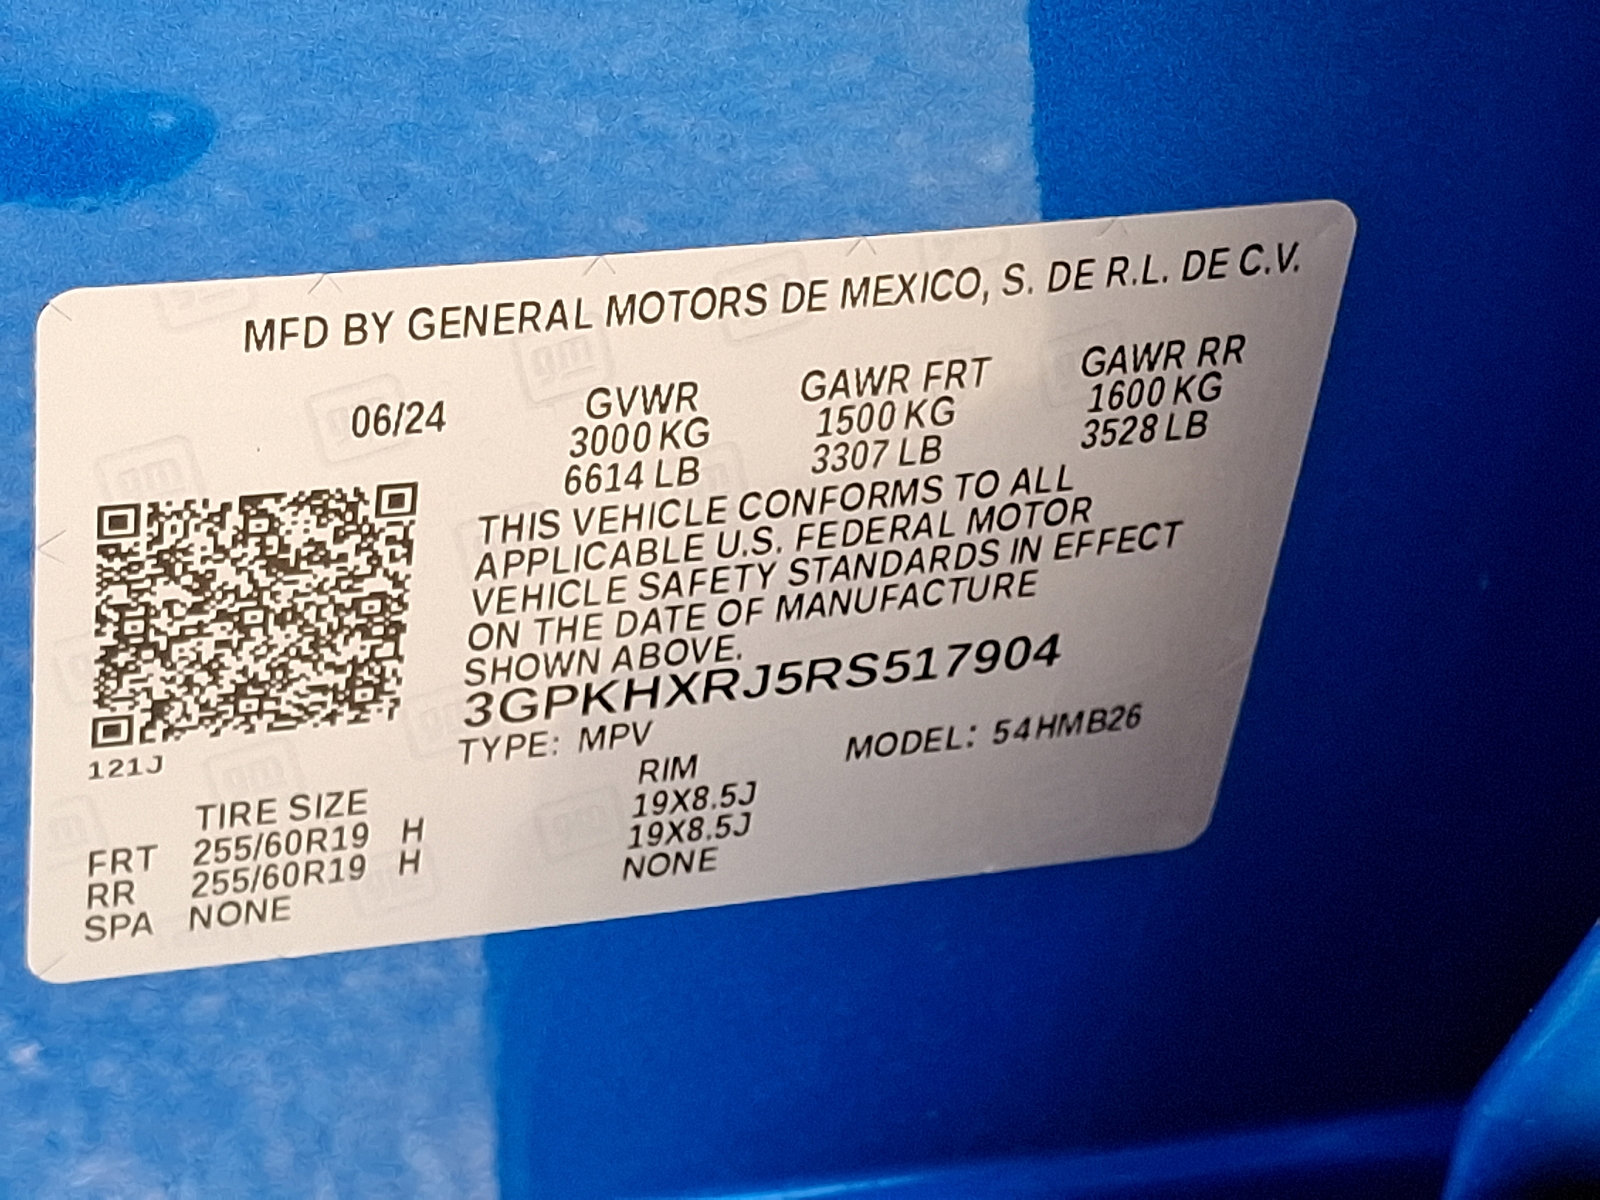 MFD BY GENERAL MOTORS DE MEXICO, S. DE R.L. DE C.V.
06/24 GVWR GAWR FRT GAWR RR
3000 KG 1500 KG 1600 KG
6614 LB 3307 LB 3528 LB
THIS VEHICLE CONFORMS TO ALL
APPLICABLE U.S. FEDERAL MOTOR
VEHICLE SAFETY STANDARDS IN EFFECT
ON THE DATE OF MANUFACTURE
SHOWN ABOVE.
3GPKHXRJ5RS517904
TYPE: MPV MODEL: 54HMB26
121J
TIRE SIZE RIM
FRT 255/60R19 H 19X8.5J
RR 255/60R19 H 19X8.5J
SPA NONE NONE